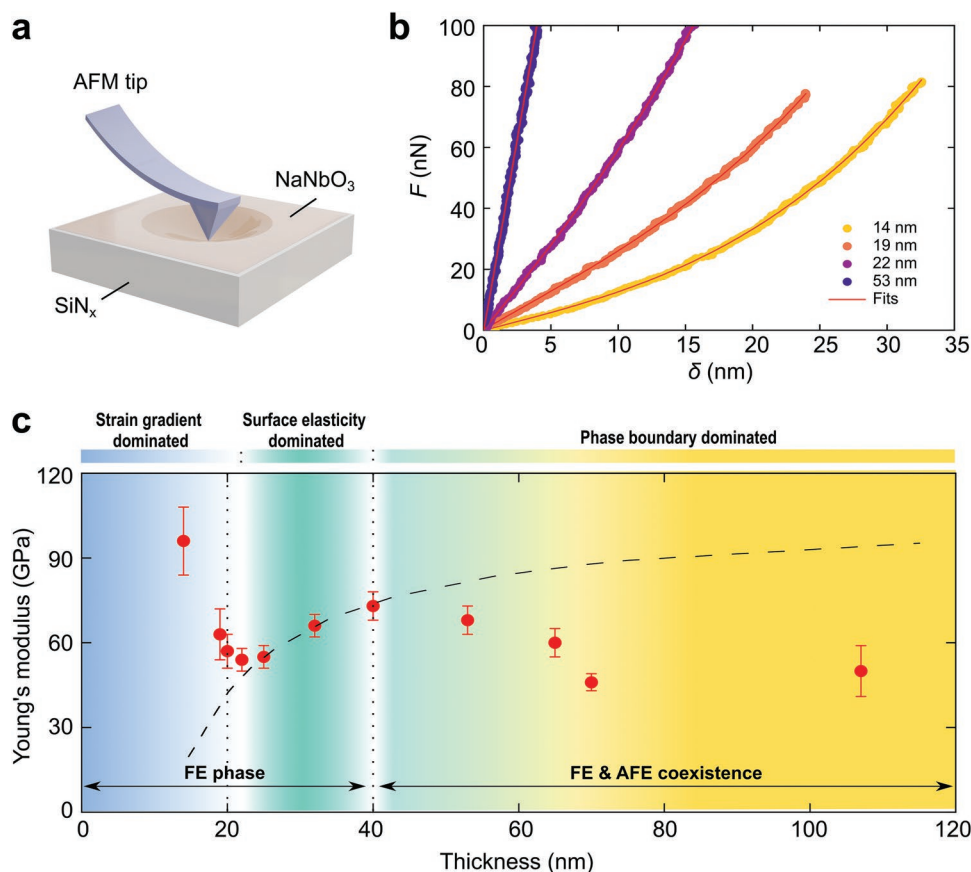 a
AFM tip
NaNbO₃
SiNₓ
b
F (nN)
100
80
60
40
20
0
14 nm
19 nm
22 nm
53 nm
Fits
0 5 10 15 20 25 30 35
δ (nm)
c
Strain gradient
dominated
Surface elasticity
dominated
Phase boundary dominated
Young's modulus (GPa)
120
90
60
30
0
FE phase
FE & AFE coexistence
0 20 40 60 80 100 120
Thickness (nm)